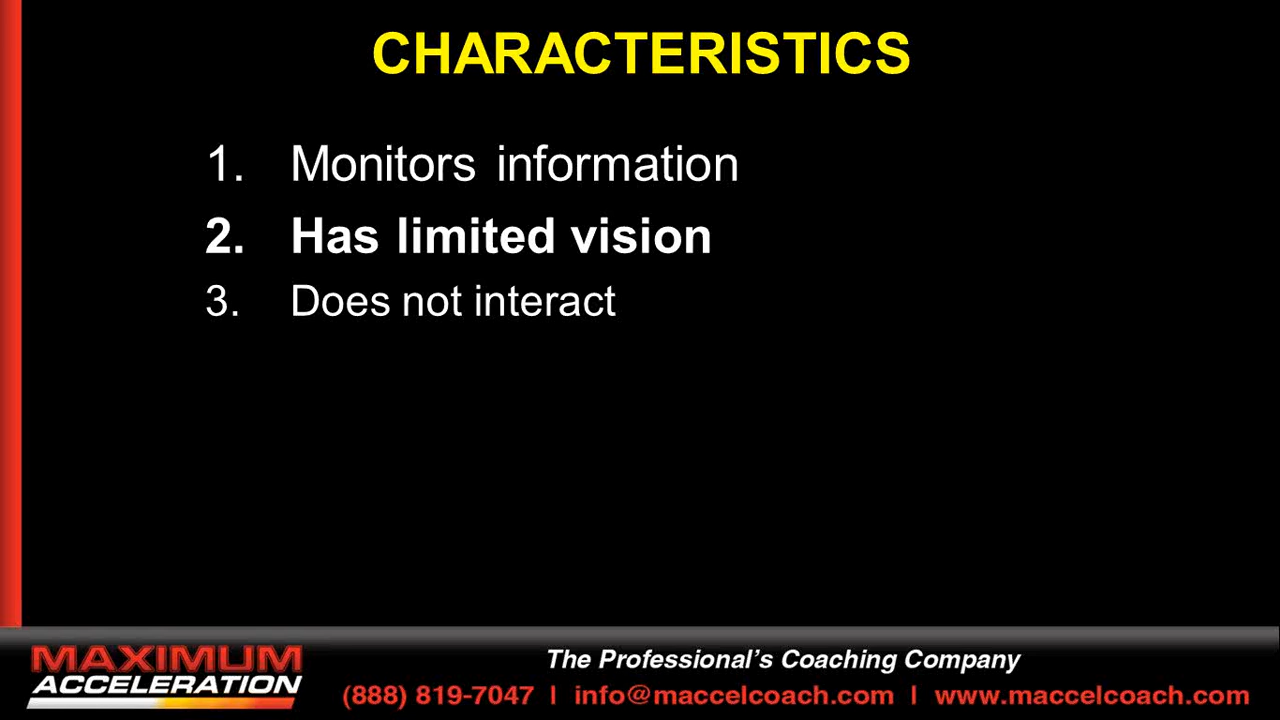 CHARACTERISTICS
1. Monitors information
2. Has limited vision
3. Does not interact
MAXIMUM
ACCELERATION
The Professional's Coaching Company
(888) 819-7047 | info@maccelcoach.com | www.maccelcoach.com